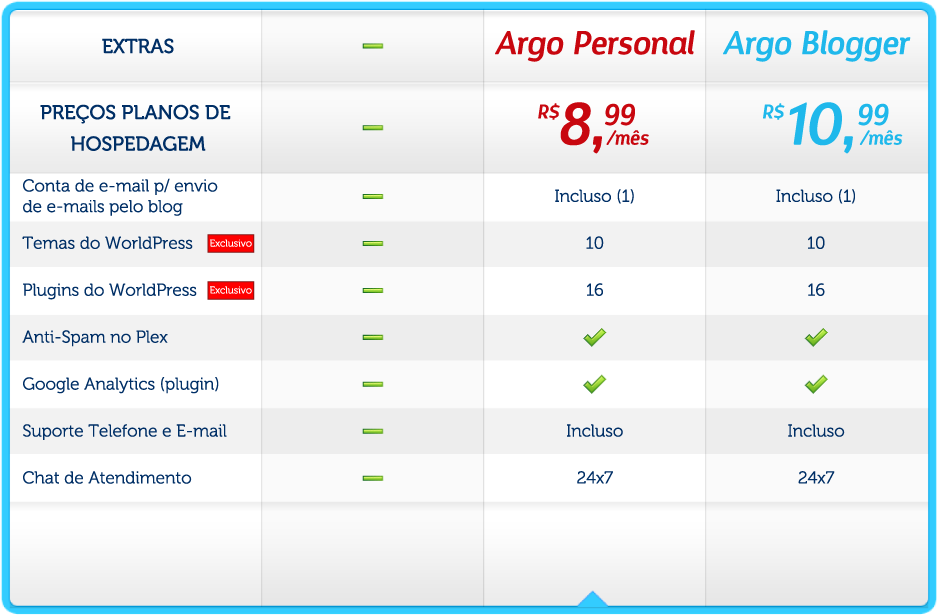 EXTRAS
Argo Personal
Argo Blogger
PREÇOS PLANOS DE
HOSPEDAGEM
R$ 8,99 /mês
R$ 10,99 /mês
Conta de e-mail p/ envio
de e-mails pelo blog
Incluso (1)
Incluso (1)
Temas do WorldPress Exclusivo
10
10
Plugins do WorldPress Exclusivo
16
16
Anti-Spam no Plex
Google Analytics (plugin)
Suporte Telefone e E-mail
Incluso
Incluso
Chat de Atendimento
24x7
24x7